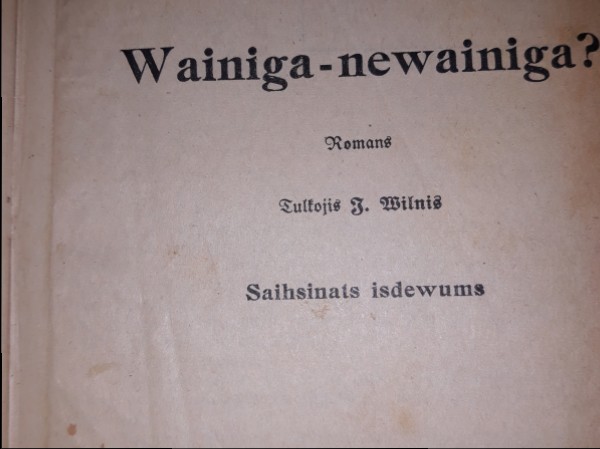 Wainiga-newainiga?
Romans
Tulkojis J. Wilnis
Saihsinats isdewums